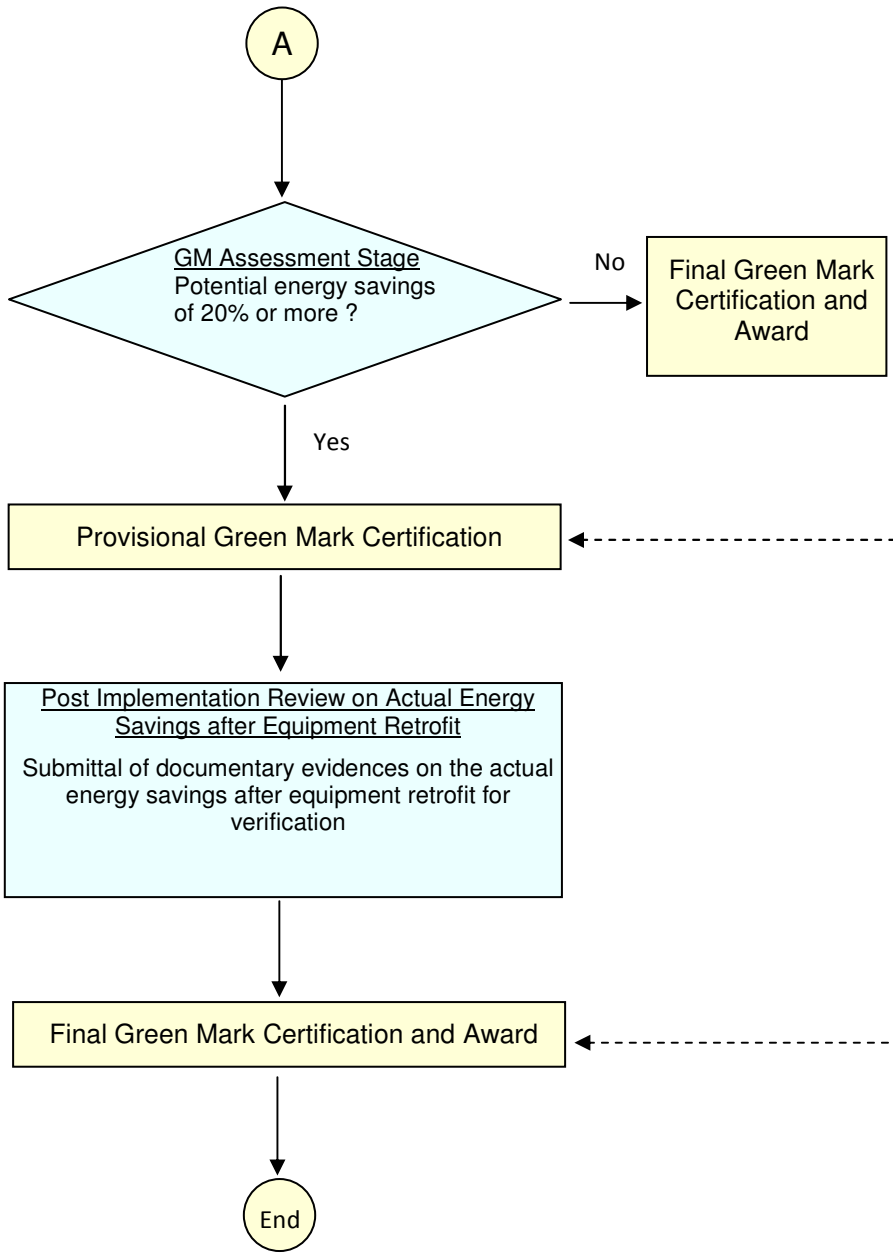 A
GM Assessment Stage
Potential energy savings
of 20% or more ?
No
Final Green Mark
Certification and
Award
Yes
Provisional Green Mark Certification
Post Implementation Review on Actual Energy
Savings after Equipment Retrofit
Submittal of documentary evidences on the actual
energy savings after equipment retrofit for
verification
Final Green Mark Certification and Award
End